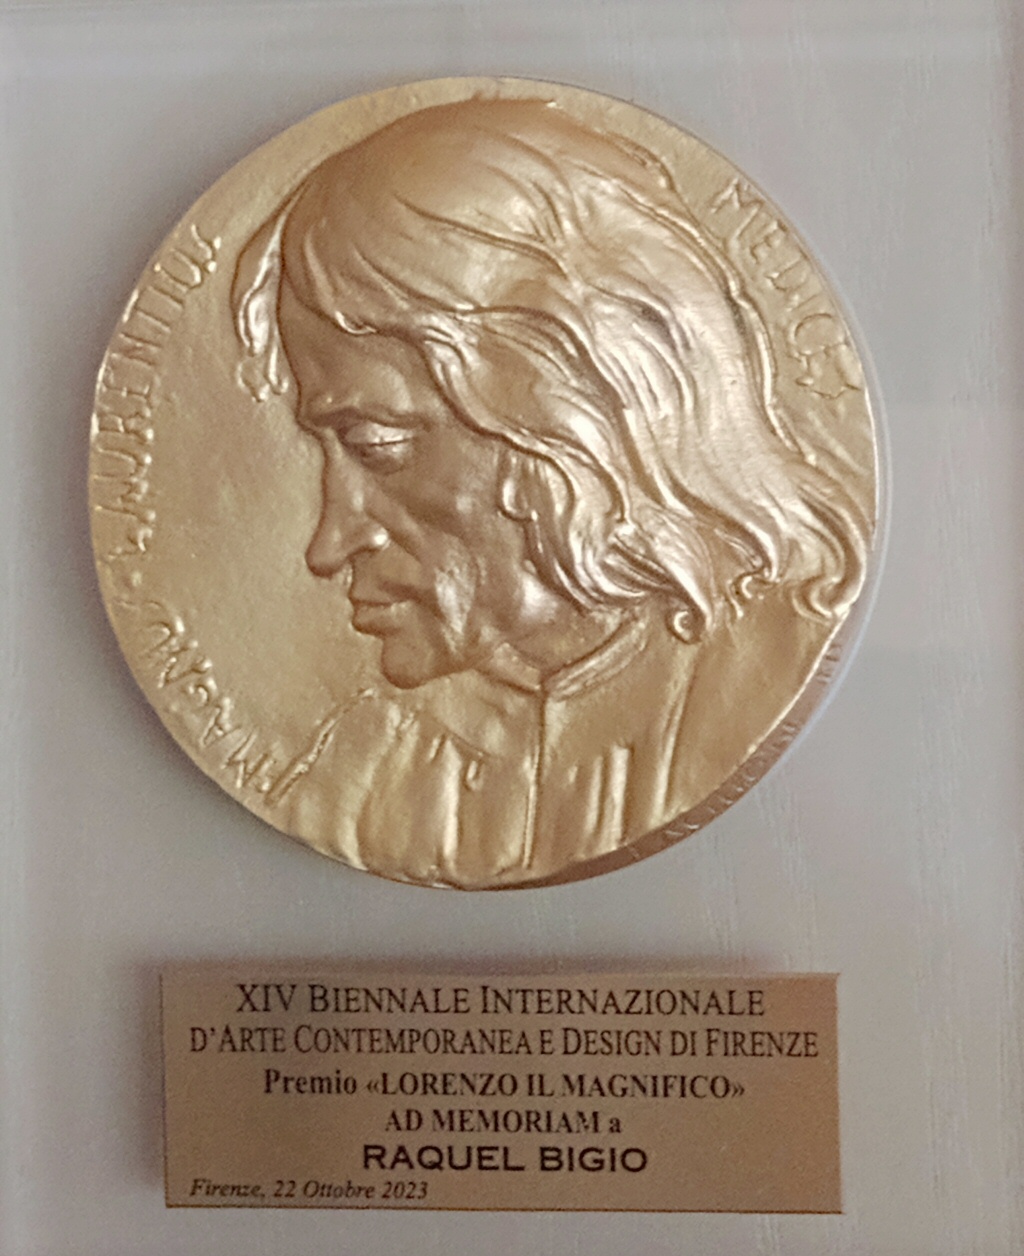 MAGNUS LAURENTIUS
MEDICES
XIV BIENNALE INTERNAZIONALE
D'ARTE CONTEMPORANEA E DESIGN DI FIRENZE
Premio «LORENZO IL MAGNIFICO»
AD MEMORIAM a
RAQUEL BIGIO
Firenze, 22 Ottobre 2023